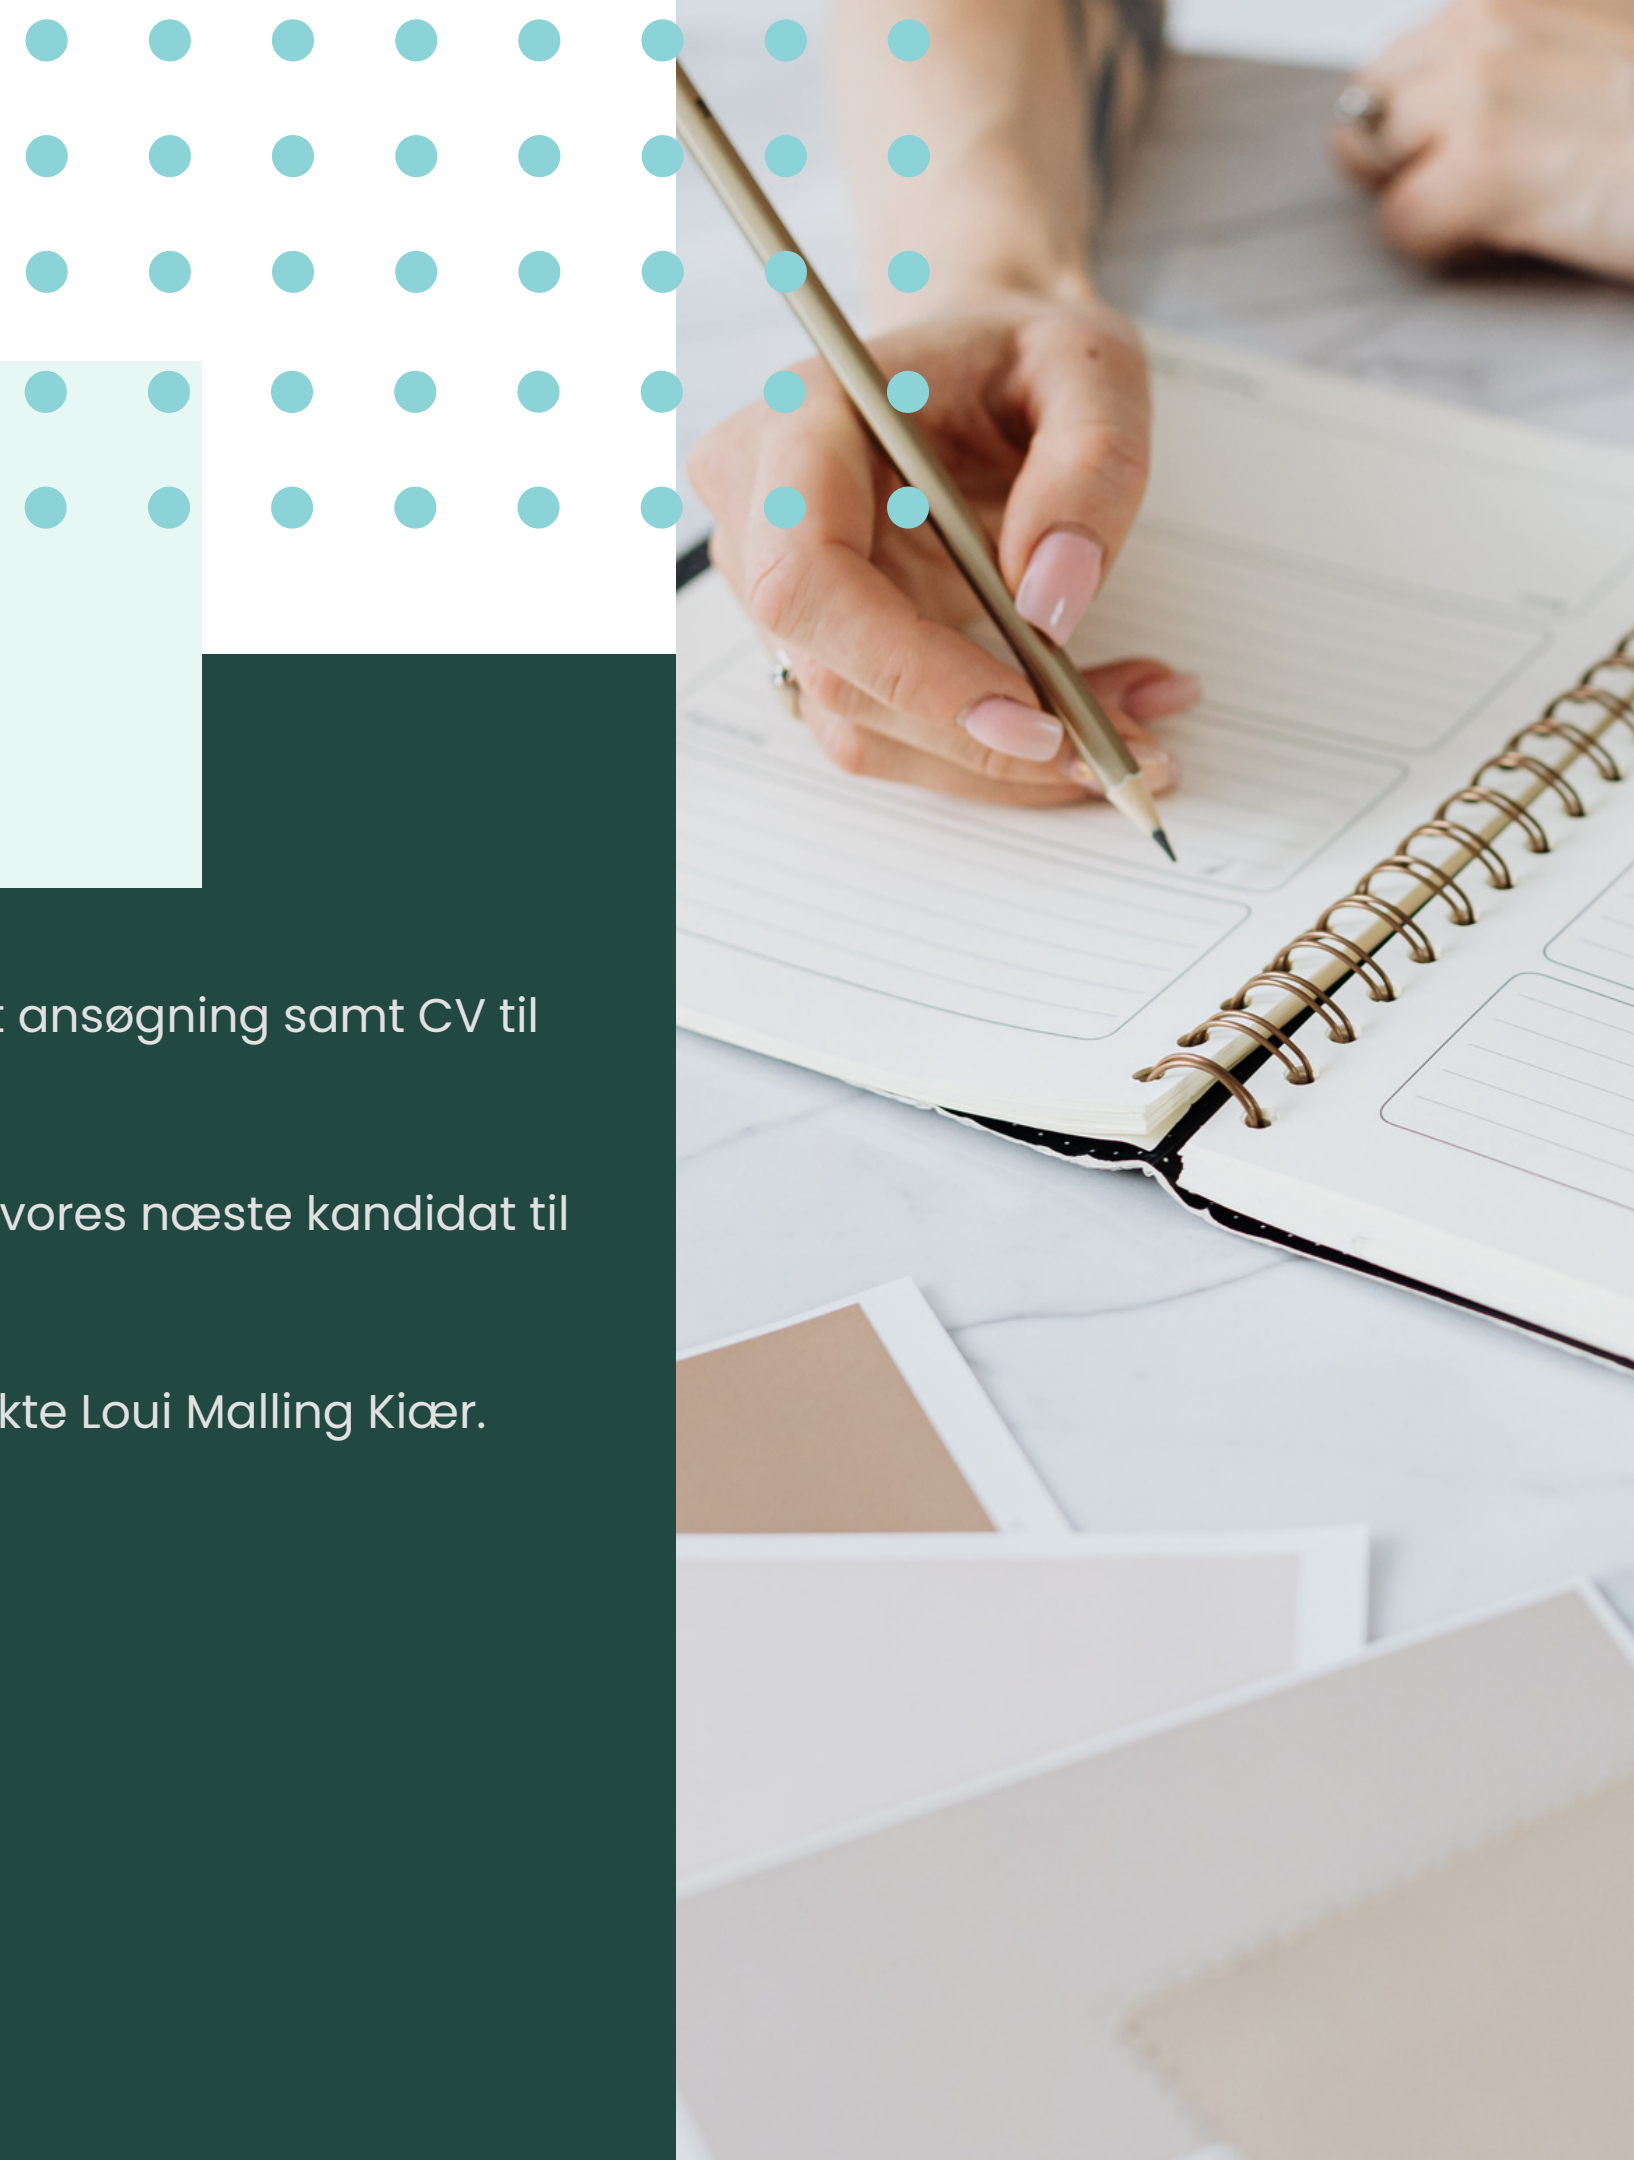 ansøgning samt CV til
vores næste kandidat til
kte Loui Malling Kiær.